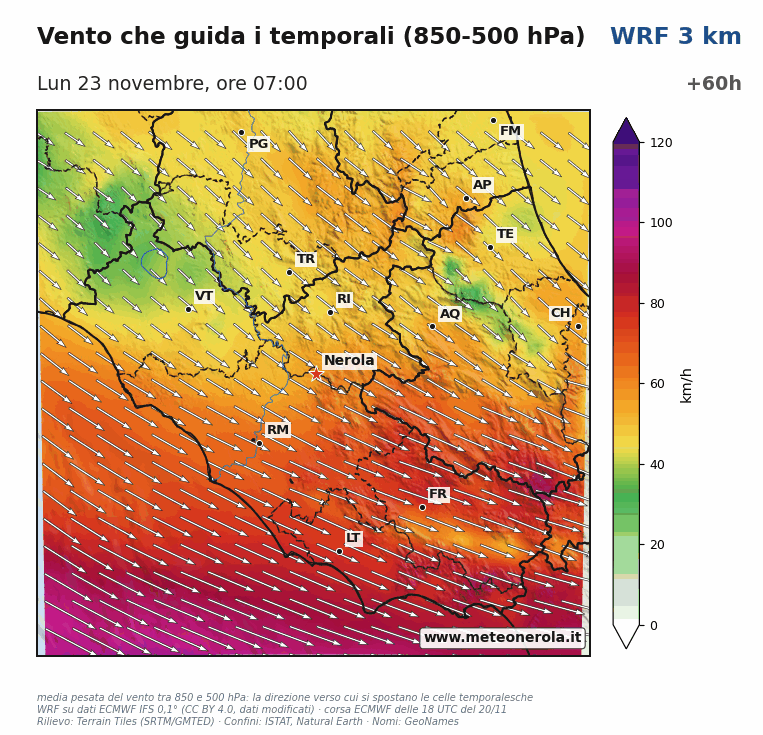 Vento che guida i temporali (850-500 hPa) WRF 3 km
Lun 23 novembre, ore 07:00 +60h
FM
PG
120
AP
100
TE
TR
VT
RI
AQ
CH
80
Nerola
60
km/h
RM
40
FR
LT
20
www.meteonerola.it
0
media pesata del vento tra 850 e 500 hPa: la direzione verso cui si spostano le celle temporalesche
WRF su dati ECMWF IFS 0,1° (CC BY 4.0, dati modificati) · corsa ECMWF delle 18 UTC del 20/11
Rilievo: Terrain Tiles (SRTM/GMTED) · Confini: ISTAT, Natural Earth · Nomi: GeoNames